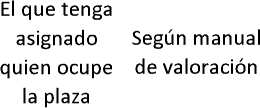 El que tenga
asignado
quien ocupe
la plaza
Según manual
de valoración